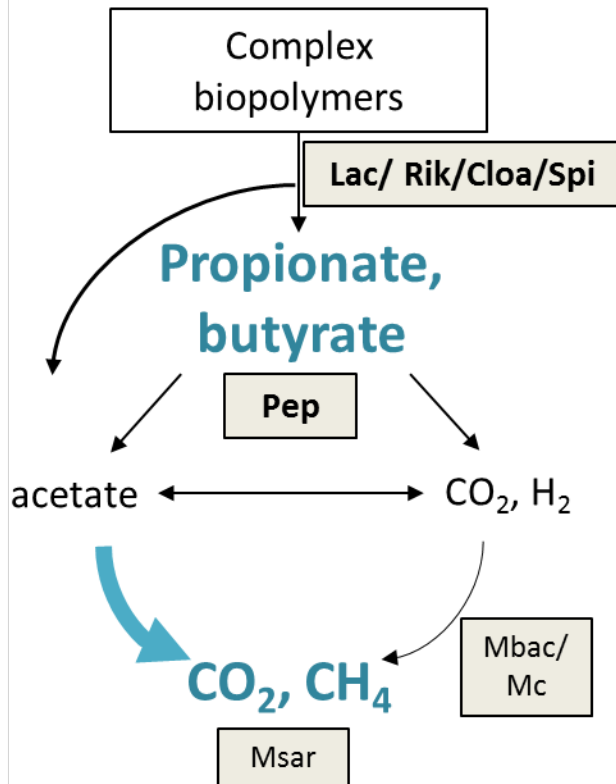 Complex
biopolymers
Lac/ Rik/Cloa/Spi
Propionate,
butyrate
Pep
acetate
CO₂, H₂
Mbac/
Mc
CO₂, CH₄
Msar